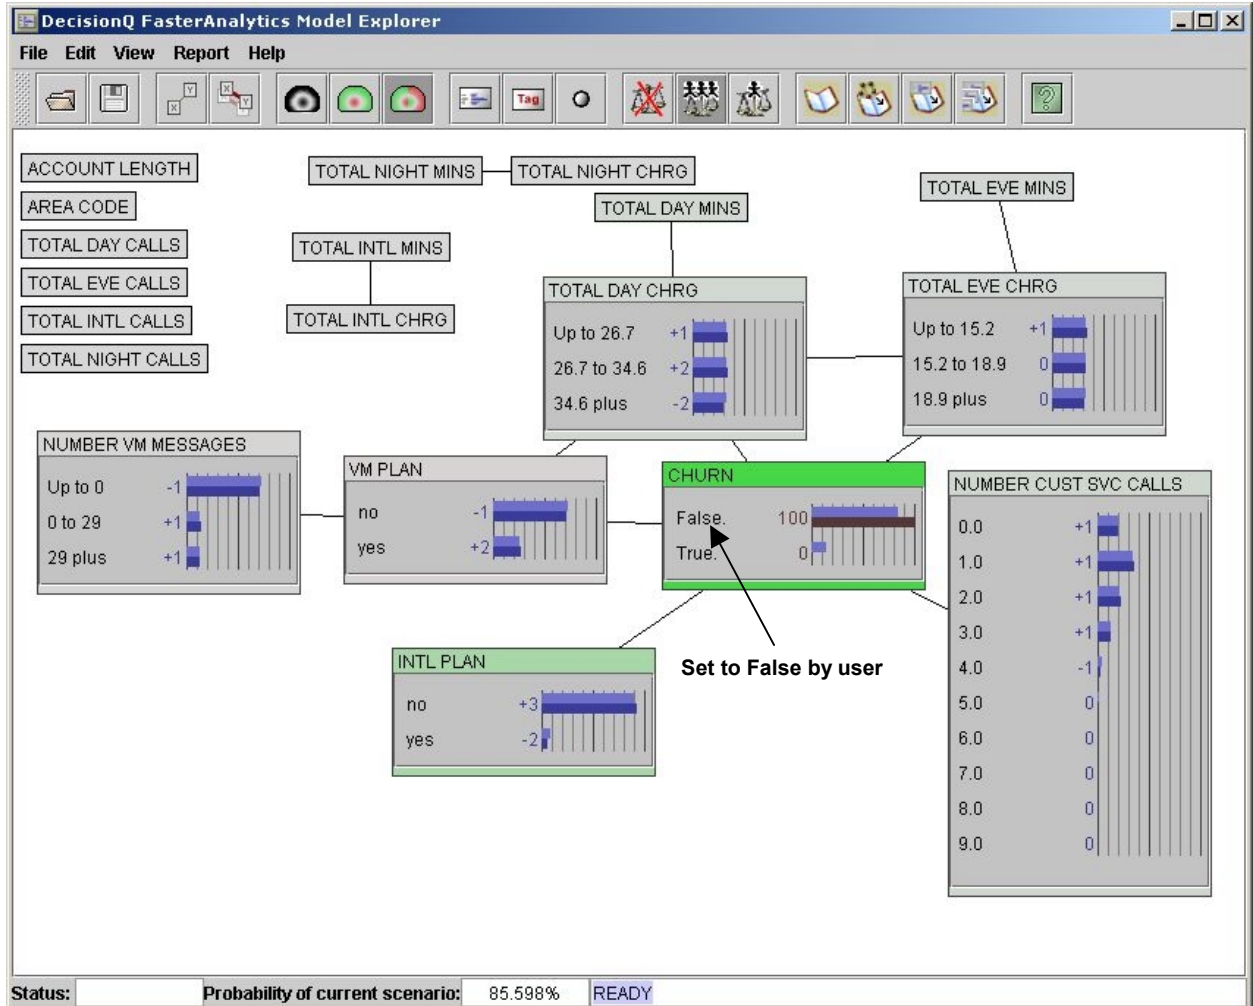 DecisionQ FasterAnalytics Model Explorer
File Edit View Report Help
Y
X
X
Y
Tag
?
ACCOUNT LENGTH
AREA CODE
TOTAL DAY CALLS
TOTAL EVE CALLS
TOTAL INTL CALLS
TOTAL NIGHT CALLS
TOTAL NIGHT MINS
TOTAL NIGHT CHRG
TOTAL DAY MINS
TOTAL EVE MINS
TOTAL INTL MINS
TOTAL INTL CHRG
TOTAL DAY CHRG
Up to 26.7 +1
26.7 to 34.6 +2
34.6 plus -2
TOTAL EVE CHRG
Up to 15.2 +1
15.2 to 18.9 0
18.9 plus 0
NUMBER VM MESSAGES
Up to 0 -1
0 to 29 +1
29 plus +1
VM PLAN
no -1
yes +2
CHURN
False. 100
True. 0
NUMBER CUST SVC CALLS
0.0 +1
1.0 +1
2.0 +1
3.0 +1
4.0 -1
5.0 0
6.0 0
7.0 0
8.0 0
9.0 0
Set to False by user
INTL PLAN
no +3
yes -2
Status: Probability of current scenario: 85.598% READY